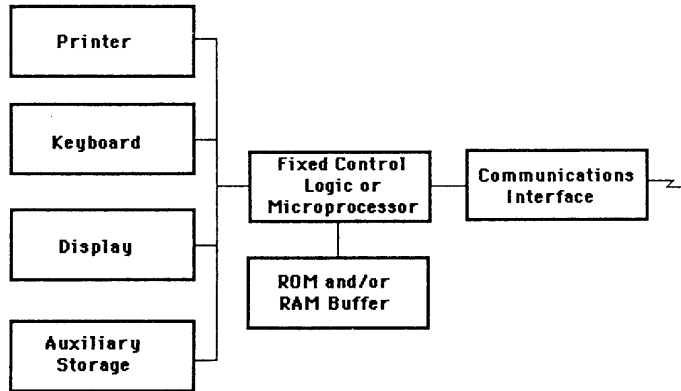 Printer
Keyboard
Display
Auxiliary
Storage
Fixed Control
Logic or
Microprocessor
ROM and/or
RAM Buffer
Communications
Interface